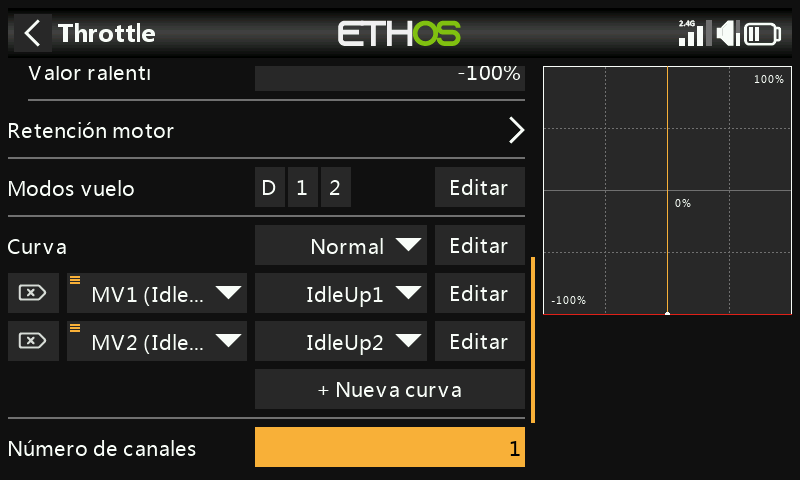 Throttle
ETHOS
2.4G
Valor ralentí
-100%
Retención motor
Modos vuelo
D 1 2
Editar
Curva
Normal
Editar
MV1 (Idle...
IdleUp1
Editar
MV2 (Idle...
IdleUp2
Editar
+ Nueva curva
Número de canales
1
100%
0%
-100%